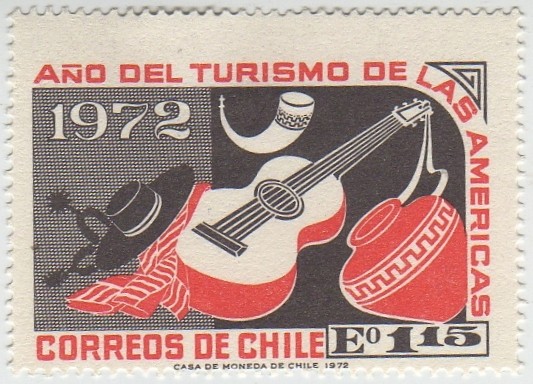 AÑO DEL TURISMO DE LAS AMERICAS
1972
CORREOS DE CHILE Eº 1.15
CASA DE MONEDA DE CHILE 1972